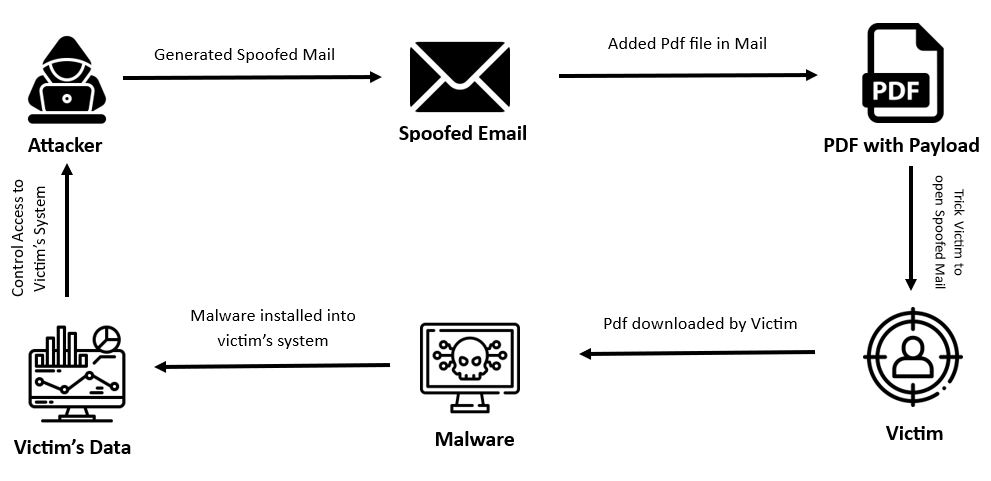 Generated Spoofed Mail
Added Pdf file in Mail
PDF
Attacker
Spoofed Email
PDF with Payload
Control Access to
Victim's System
Trick Victim to
open Spoofed Mail
Malware installed into
victim's system
Pdf downloaded by Victim
Victim's Data
Malware
Victim